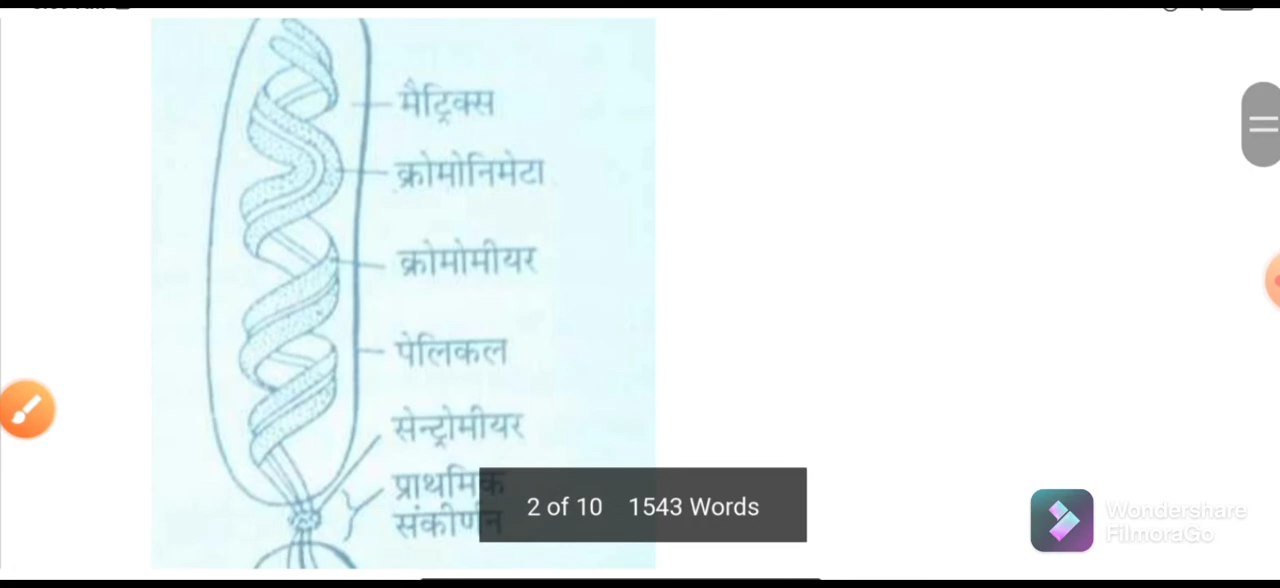 मैट्रिक्स
क्रोमोनिमेटा
क्रोमोमीयर
पेलिकल
सेन्ट्रोमीयर
प्राथमिक
संकीर्णन
2 of 10 1543 Words
Wondershare
FilmoraGo